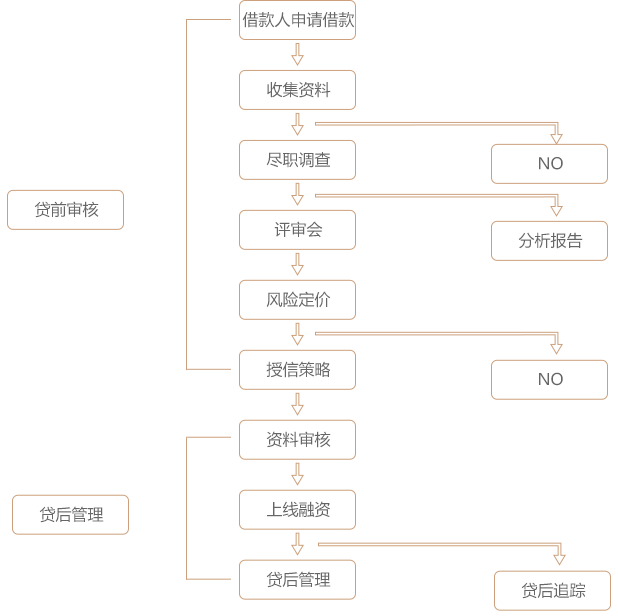 借款人申请借款
收集资料
尽职调查
NO
贷前审核
评审会
分析报告
风险定价
授信策略
NO
资料审核
贷后管理
上线融资
贷后管理
贷后追踪